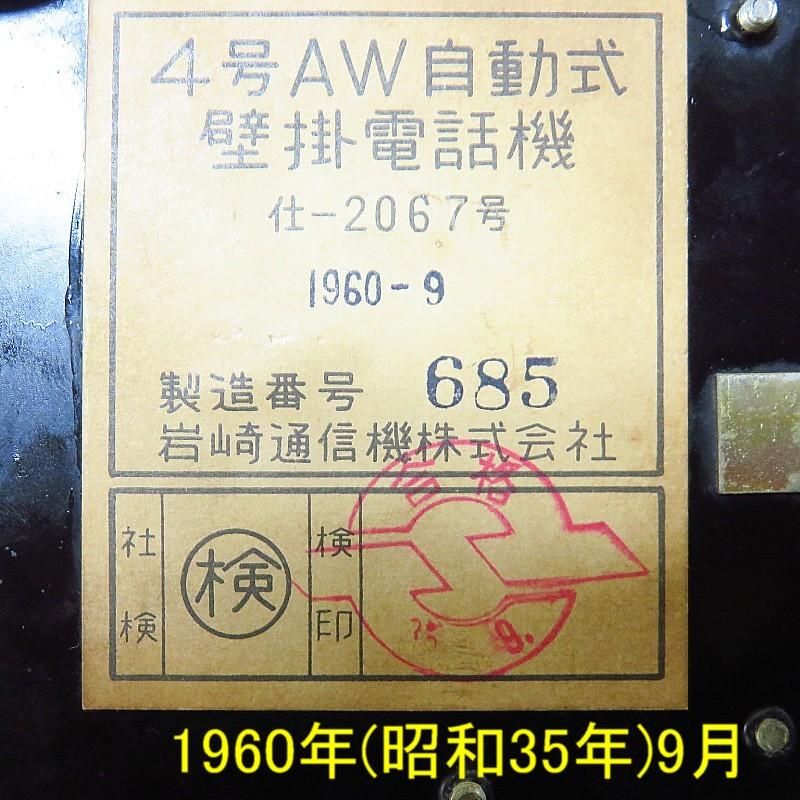 4号AW自動式
壁掛電話機
仕-2067号
1960-9
製造番号 685
岩崎通信機株式会社
合格
社検
検
検印
9.
1960年(昭和35年)9月